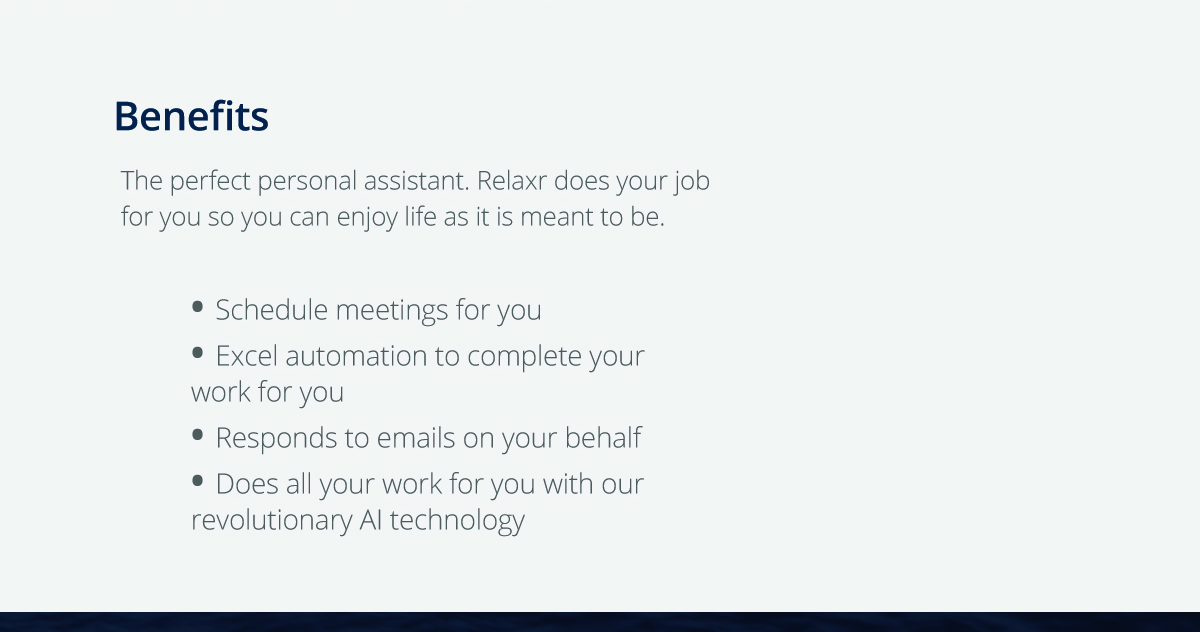 Benefits
The perfect personal assistant. Relaxr does your job
for you so you can enjoy life as it is meant to be.
• Schedule meetings for you
• Excel automation to complete your
work for you
• Responds to emails on your behalf
• Does all your work for you with our
revolutionary AI technology